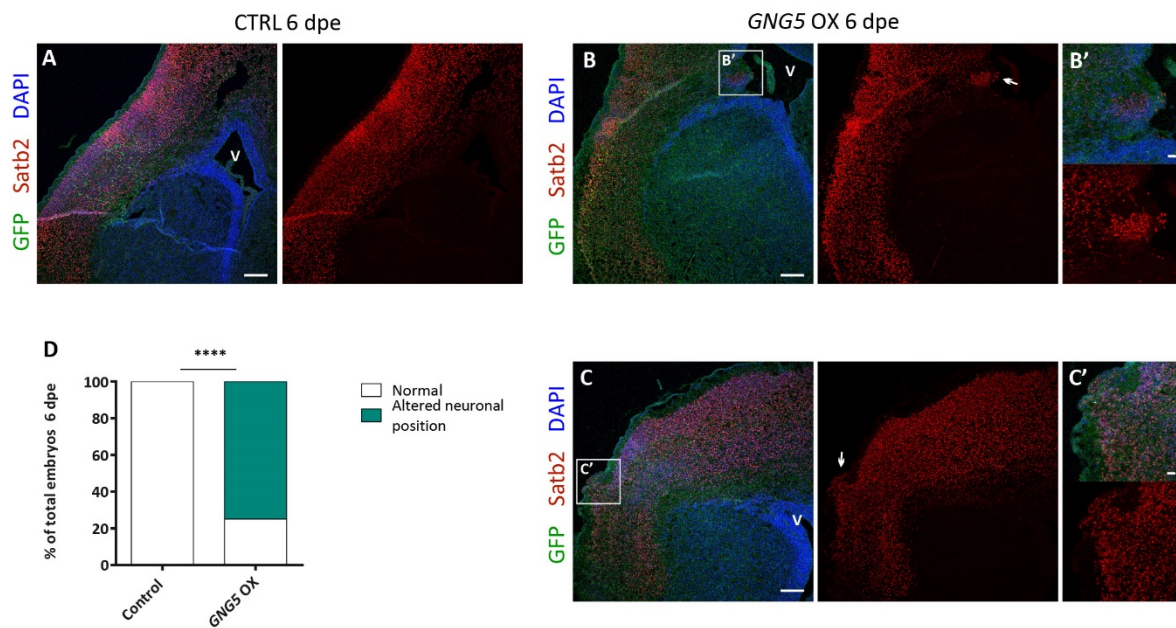 CTRL 6 dpe
GNG5 OX 6 dpe
A
V
GFP Satb2 DAPI
B
B'
V
B'
GFP Satb2 DAPI
D
****
% of total embryos 6 dpe
100
80
60
40
20
0
Control
GNG5 OX
Normal
Altered neuronal
position
C
C'
V
C'
GFP Satb2 DAPI